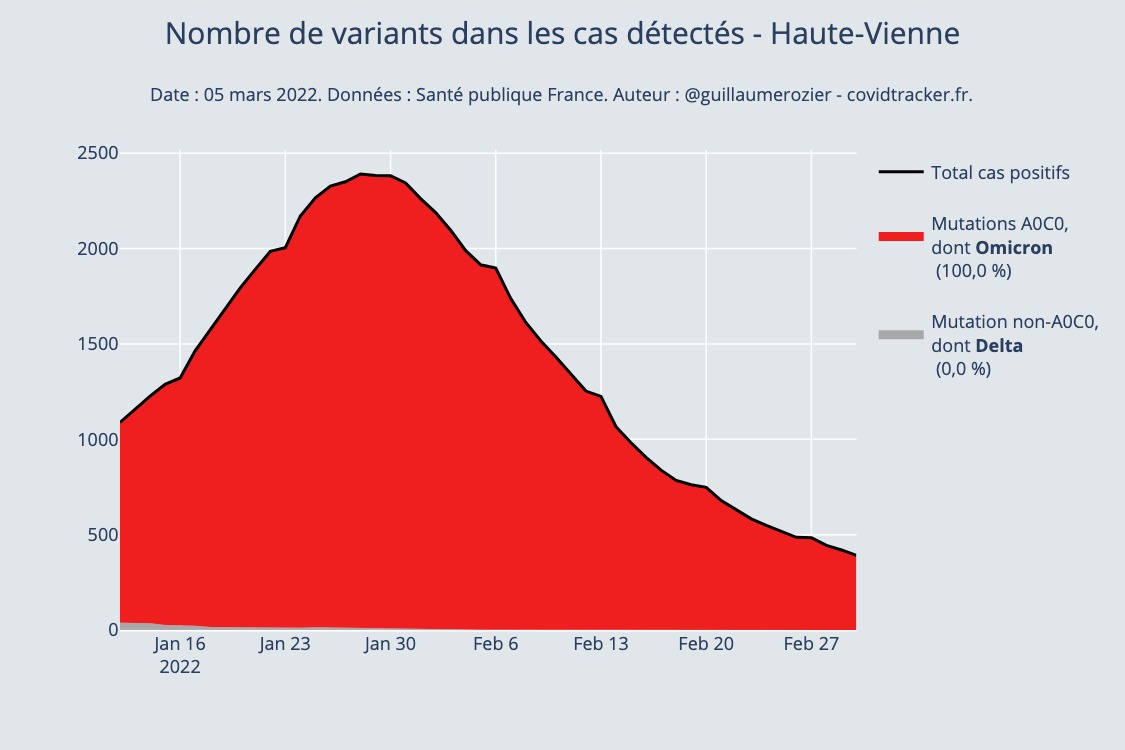 Nombre de variants dans les cas détectés - Haute-Vienne
Date : 05 mars 2022. Données : Santé publique France. Auteur : @guillaumerozier - covidtracker.fr.
2500
2000
1500
1000
500
0
Jan 16
2022
Jan 23
Jan 30
Feb 6
Feb 13
Feb 20
Feb 27
Total cas positifs
Mutations A0C0,
dont Omicron
(100,0 %)
Mutation non-A0C0,
dont Delta
(0,0 %)